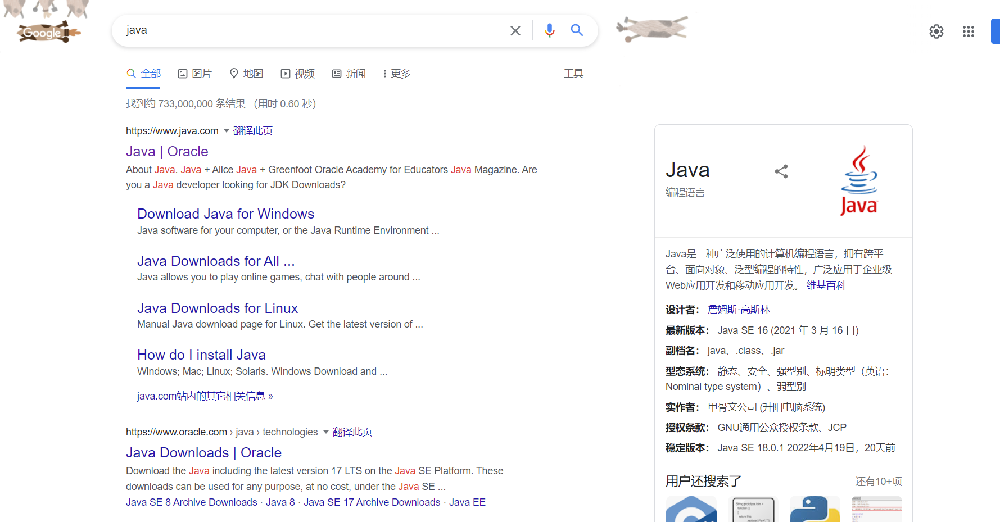 Google
java
全部
图片
地图
视频
新闻
更多
工具
找到约 733,000,000 条结果 （用时 0.60 秒）
https://www.java.com 翻译此页
Java | Oracle
About Java. Java + Alice Java + Greenfoot Oracle Academy for Educators Java Magazine. Are
you a Java developer looking for JDK Downloads?
Download Java for Windows
Java software for your computer, or the Java Runtime Environment ...
Java Downloads for All ...
Java allows you to play online games, chat with people around ...
Java Downloads for Linux
Manual Java download page for Linux. Get the latest version of ...
How do I install Java
Windows; Mac; Linux; Solaris. Windows Download and ...
java.com站内的其它相关信息 »
https://www.oracle.com › java › technologies 翻译此页
Java Downloads | Oracle
Download the Java including the latest version 17 LTS on the Java SE Platform. These
downloads can be used for any purpose, at no cost, under the Java SE ...
Java SE 8 Archive Downloads · Java 8 · Java SE 17 Archive Downloads · Java EE
Java
编程语言
Java
Java是一种广泛使用的计算机编程语言，拥有跨平
台、面向对象、泛型编程的特性，广泛应用于企业级
Web应用开发和移动应用开发。 维基百科
设计者： 詹姆斯·高斯林
最新版本： Java SE 16 (2021 年 3 月 16 日)
副档名： java、.class、.jar
型态系统： 静态、安全、强型别、标明类型（英语：
Nominal type system）、弱型别
实作者： 甲骨文公司 (升阳电脑系统)
授权条款： GNU通用公众授权条款、JCP
稳定版本： Java SE 18.0.1 2022年4月19日，20天前
用户还搜索了
还有10+项